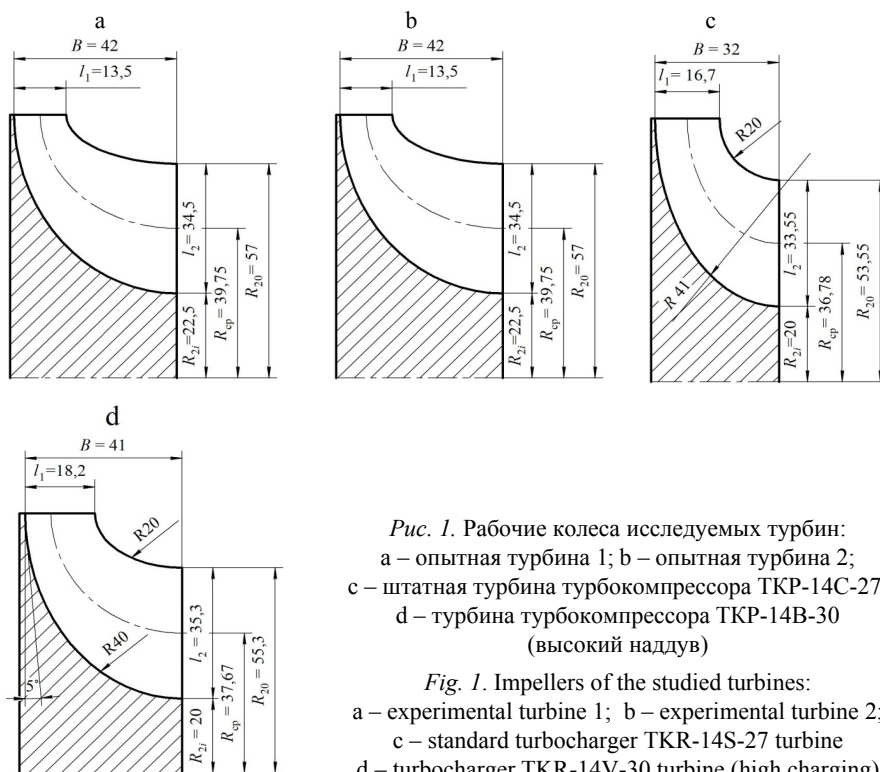 a
B = 42
l₁=13,5
l₂ = 34,5
R₂ᵢ=22,5
Rср = 39,75
R₂₀ = 57
b
B = 42
l₁=13,5
l₂ = 34,5
R₂ᵢ=22,5
Rср = 39,75
R₂₀ = 57
c
B = 32
l₁= 16,7
R20
R 41
l₂ = 33,55
R₂ᵢ=20
Rср = 36,78
R₂₀ = 53,55
d
B = 41
l₁=18,2
R20
R40
5°
l₂ = 35,3
R₂ᵢ = 20
Rср = 37,67
R₂₀ = 55,3
Рис. 1. Рабочие колеса исследуемых турбин:
a – опытная турбина 1; b – опытная турбина 2;
c – штатная турбина турбокомпрессора ТКР-14С-27
d – турбина турбокомпрессора ТКР-14В-30
(высокий наддув)
Fig. 1. Impellers of the studied turbines:
a – experimental turbine 1; b – experimental turbine 2;
c – standard turbocharger TKR-14S-27 turbine
d – turbocharger TKR-14V-30 turbine (high charging)